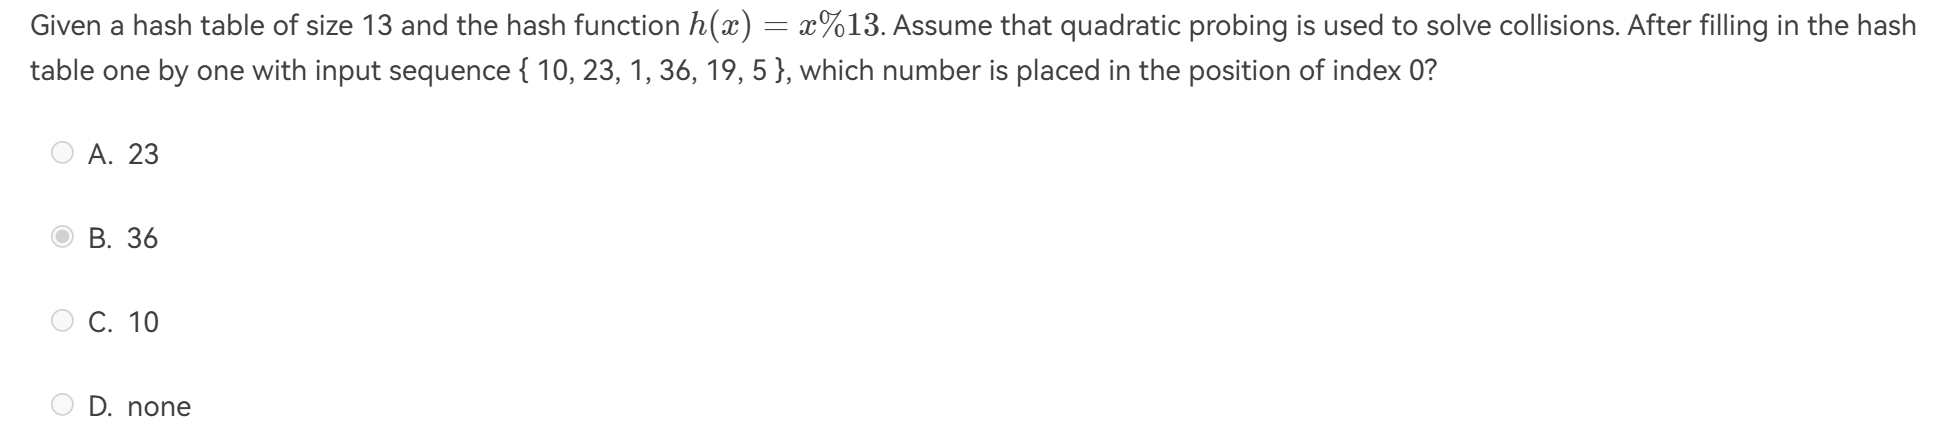 Given a hash table of size 13 and the hash function h(x) = x%13. Assume that quadratic probing is used to solve collisions. After filling in the hash
table one by one with input sequence { 10, 23, 1, 36, 19, 5 }, which number is placed in the position of index 0?
A. 23
B. 36
C. 10
D. none